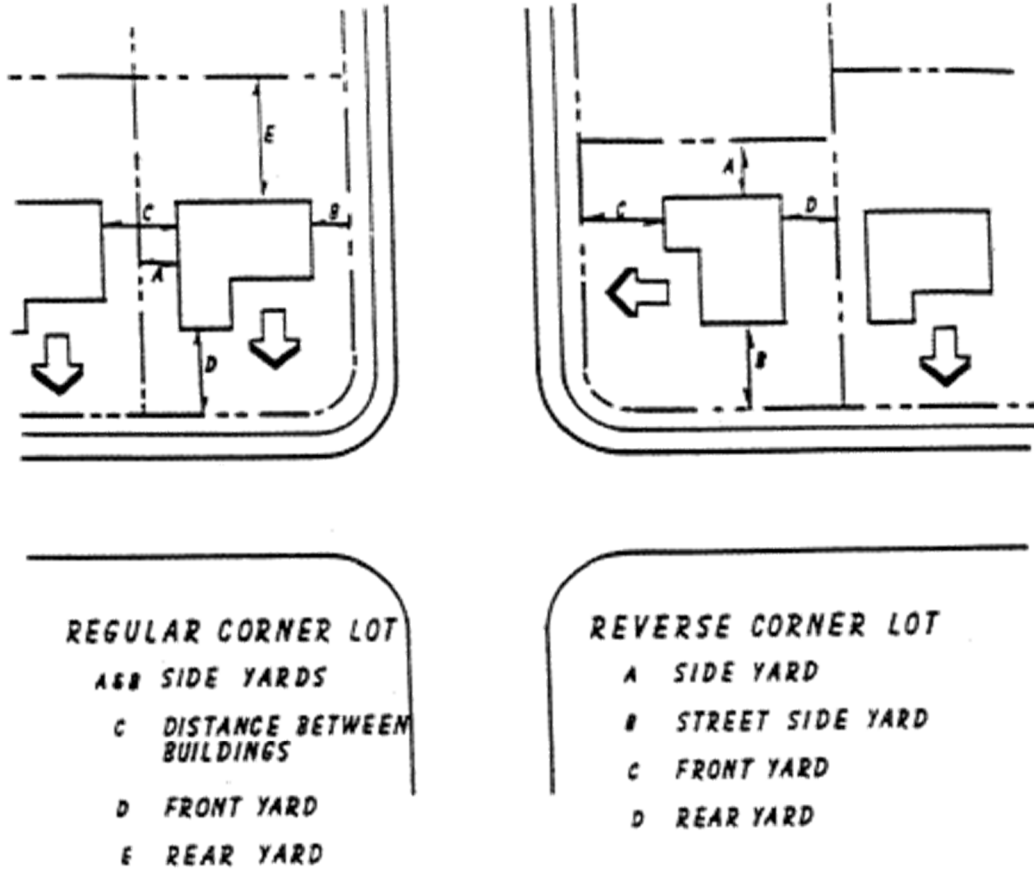 E
C
B
A
D
A
C
D
B
REGULAR CORNER LOT
A&B SIDE YARDS
C DISTANCE BETWEEN
BUILDINGS
D FRONT YARD
E REAR YARD
REVERSE CORNER LOT
A SIDE YARD
B STREET SIDE YARD
C FRONT YARD
D REAR YARD